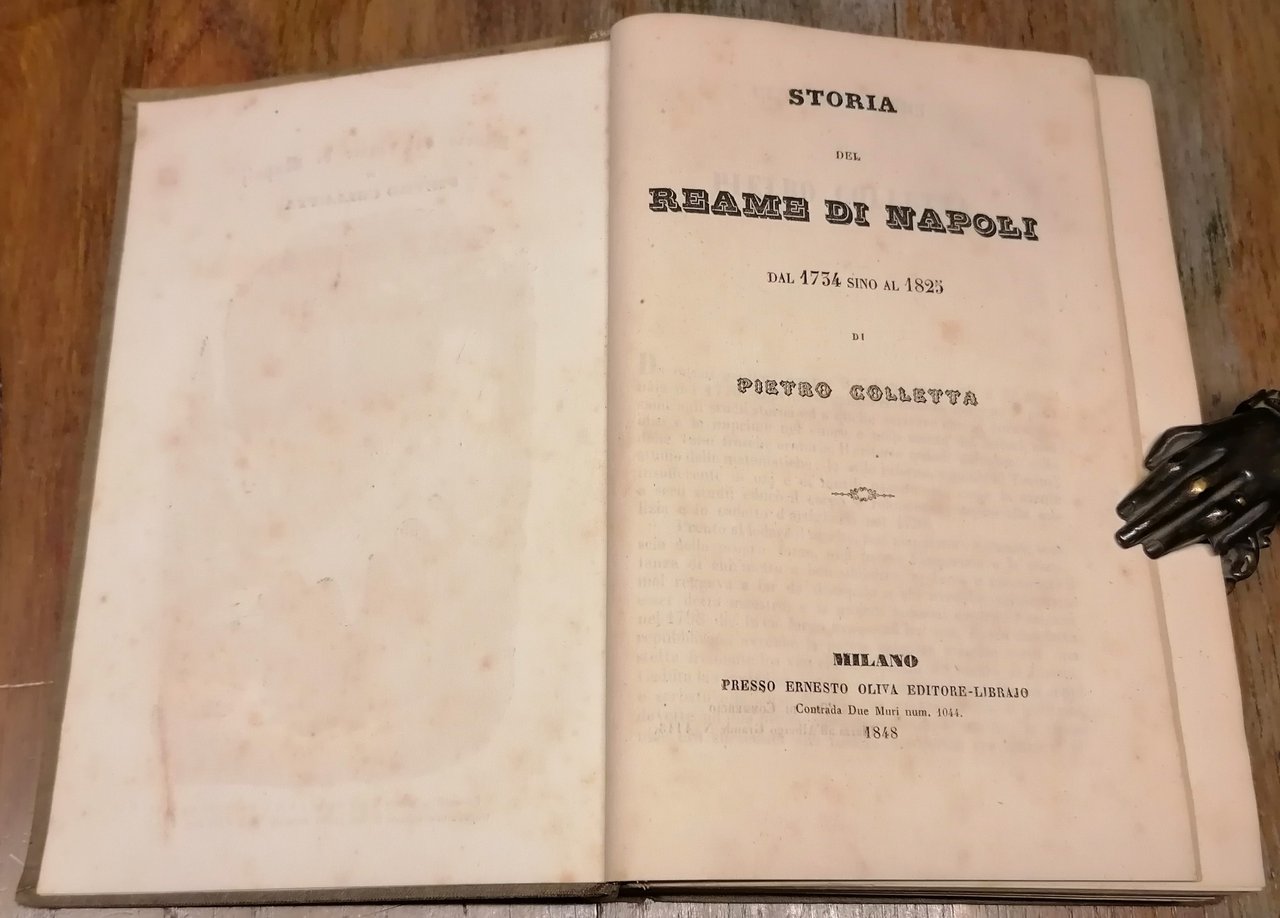 STORIA
DEL
REAME DI NAPOLI
DAL 1734 SINO AL 1825
DI
PIETRO COLLETTA
MILANO
PRESSO ERNESTO OLIVA EDITORE-LIBRAJO
Contrada Due Muri num. 1044.
1848